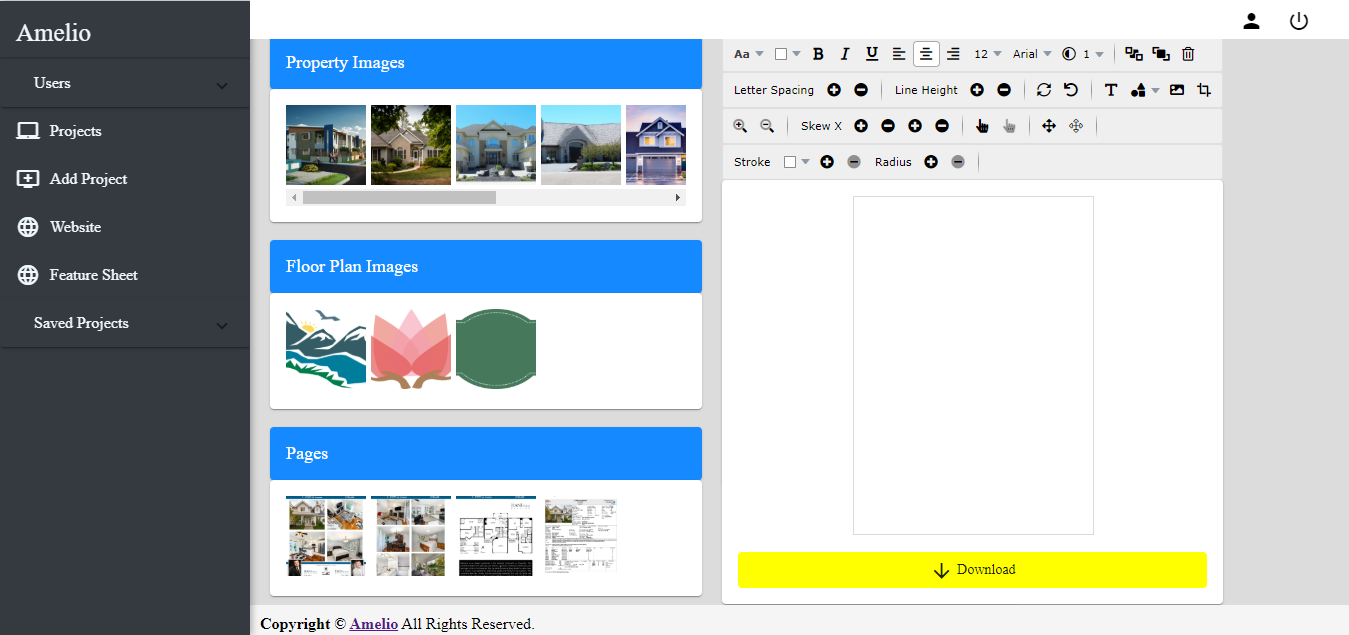 Amelio
Users
Projects
Add Project
Website
Feature Sheet
Saved Projects
Property Images
Floor Plan Images
Pages
Aa B I U 12 Arial 1
Letter Spacing Line Height T
Skew X
Stroke Radius
Download
Copyright © Amelio All Rights Reserved.